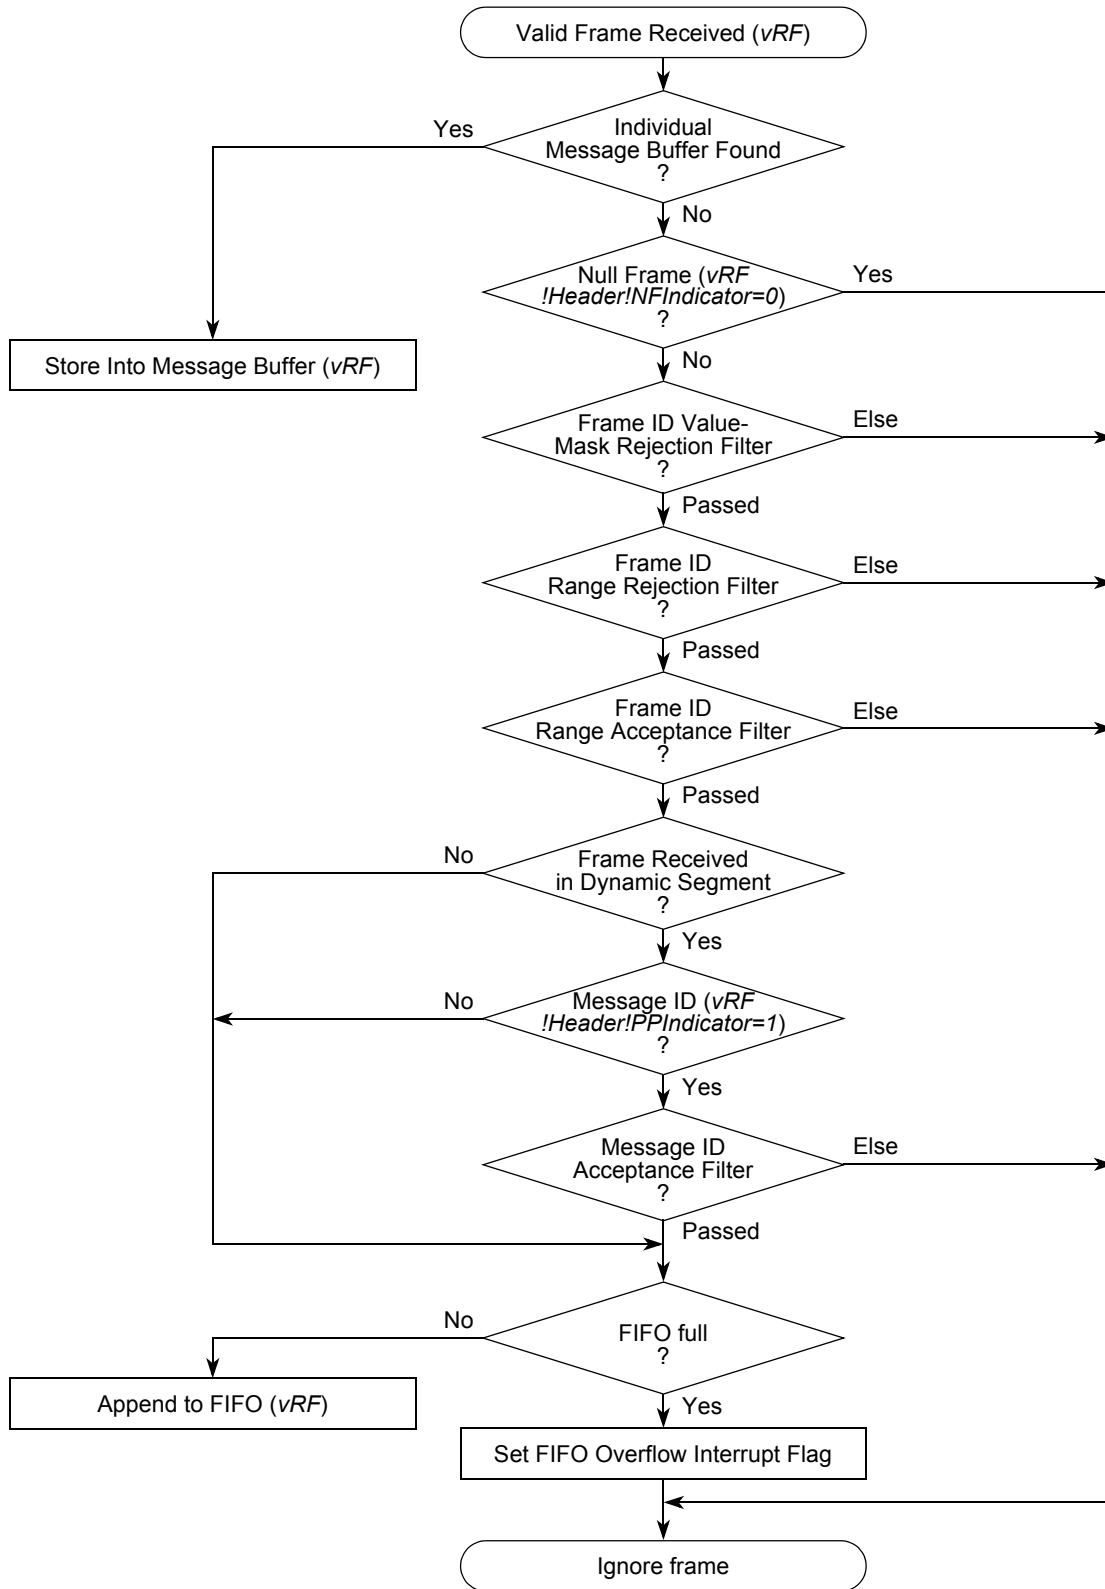 Valid Frame Received (vRF)
Yes
Individual
Message Buffer Found
?
No
Null Frame (vRF
!Header!NFIndicator=0)
?
Yes
Store Into Message Buffer (vRF)
No
Frame ID Value-
Mask Rejection Filter
?
Else
Passed
Frame ID
Range Rejection Filter
?
Else
Passed
Frame ID
Range Acceptance Filter
?
Else
Passed
No
Frame Received
in Dynamic Segment
?
Yes
No
Message ID (vRF
!Header!PPIndicator=1)
?
Yes
Message ID
Acceptance Filter
?
Else
Passed
No
FIFO full
?
Append to FIFO (vRF)
Yes
Set FIFO Overflow Interrupt Flag
Ignore frame